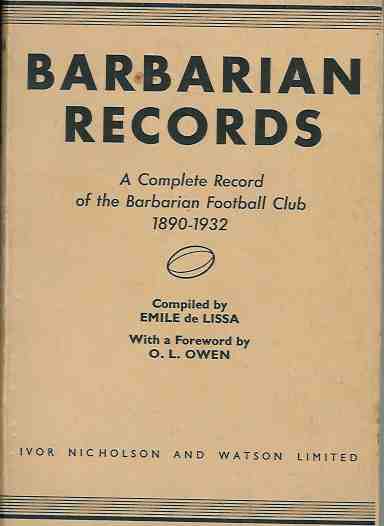 BARBARIAN
RECORDS
A Complete Record
of the Barbarian Football Club
1890-1932
Compiled by
EMILE de LISSA
With a Foreword by
O. L. OWEN
IVOR NICHOLSON AND WATSON LIMITED